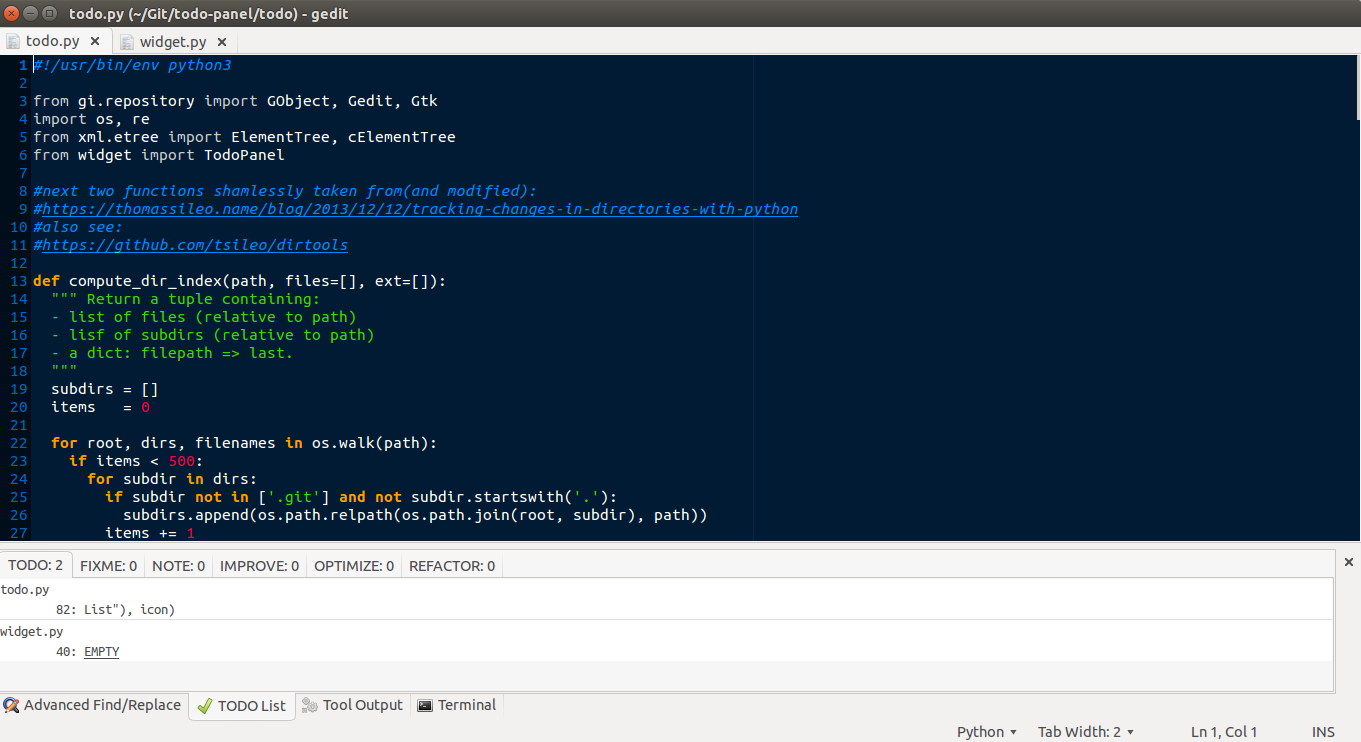 todo.py (~/Git/todo-panel/todo) - gedit
todo.py × widget.py ×
1 #!/usr/bin/env python3
2
3 from gi.repository import GObject, Gedit, Gtk
4 import os, re
5 from xml.etree import ElementTree, cElementTree
6 from widget import TodoPanel
7
8 #next two functions shamlessly taken from(and modified):
9 #https://thomassileo.name/blog/2013/12/12/tracking-changes-in-directories-with-python
10 #also see:
11 #https://github.com/tsileo/dirtools
12
13 def compute_dir_index(path, files=[], ext=[]):
14   """ Return a tuple containing:
15   - list of files (relative to path)
16   - lisf of subdirs (relative to path)
17   - a dict: filepath => last.
18   """
19   subdirs = []
20   items   = 0
21
22   for root, dirs, filenames in os.walk(path):
23     if items < 500:
24       for subdir in dirs:
25         if subdir not in ['.git'] and not subdir.startswith('.'):
26           subdirs.append(os.path.relpath(os.path.join(root, subdir), path))
27         items += 1
TODO: 2 FIXME: 0 NOTE: 0 IMPROVE: 0 OPTIMIZE: 0 REFACTOR: 0 ×
todo.py
82: List"), icon)
widget.py
40: EMPTY
Advanced Find/Replace TODO List Tool Output Terminal
Python Tab Width: 2 Ln 1, Col 1 INS